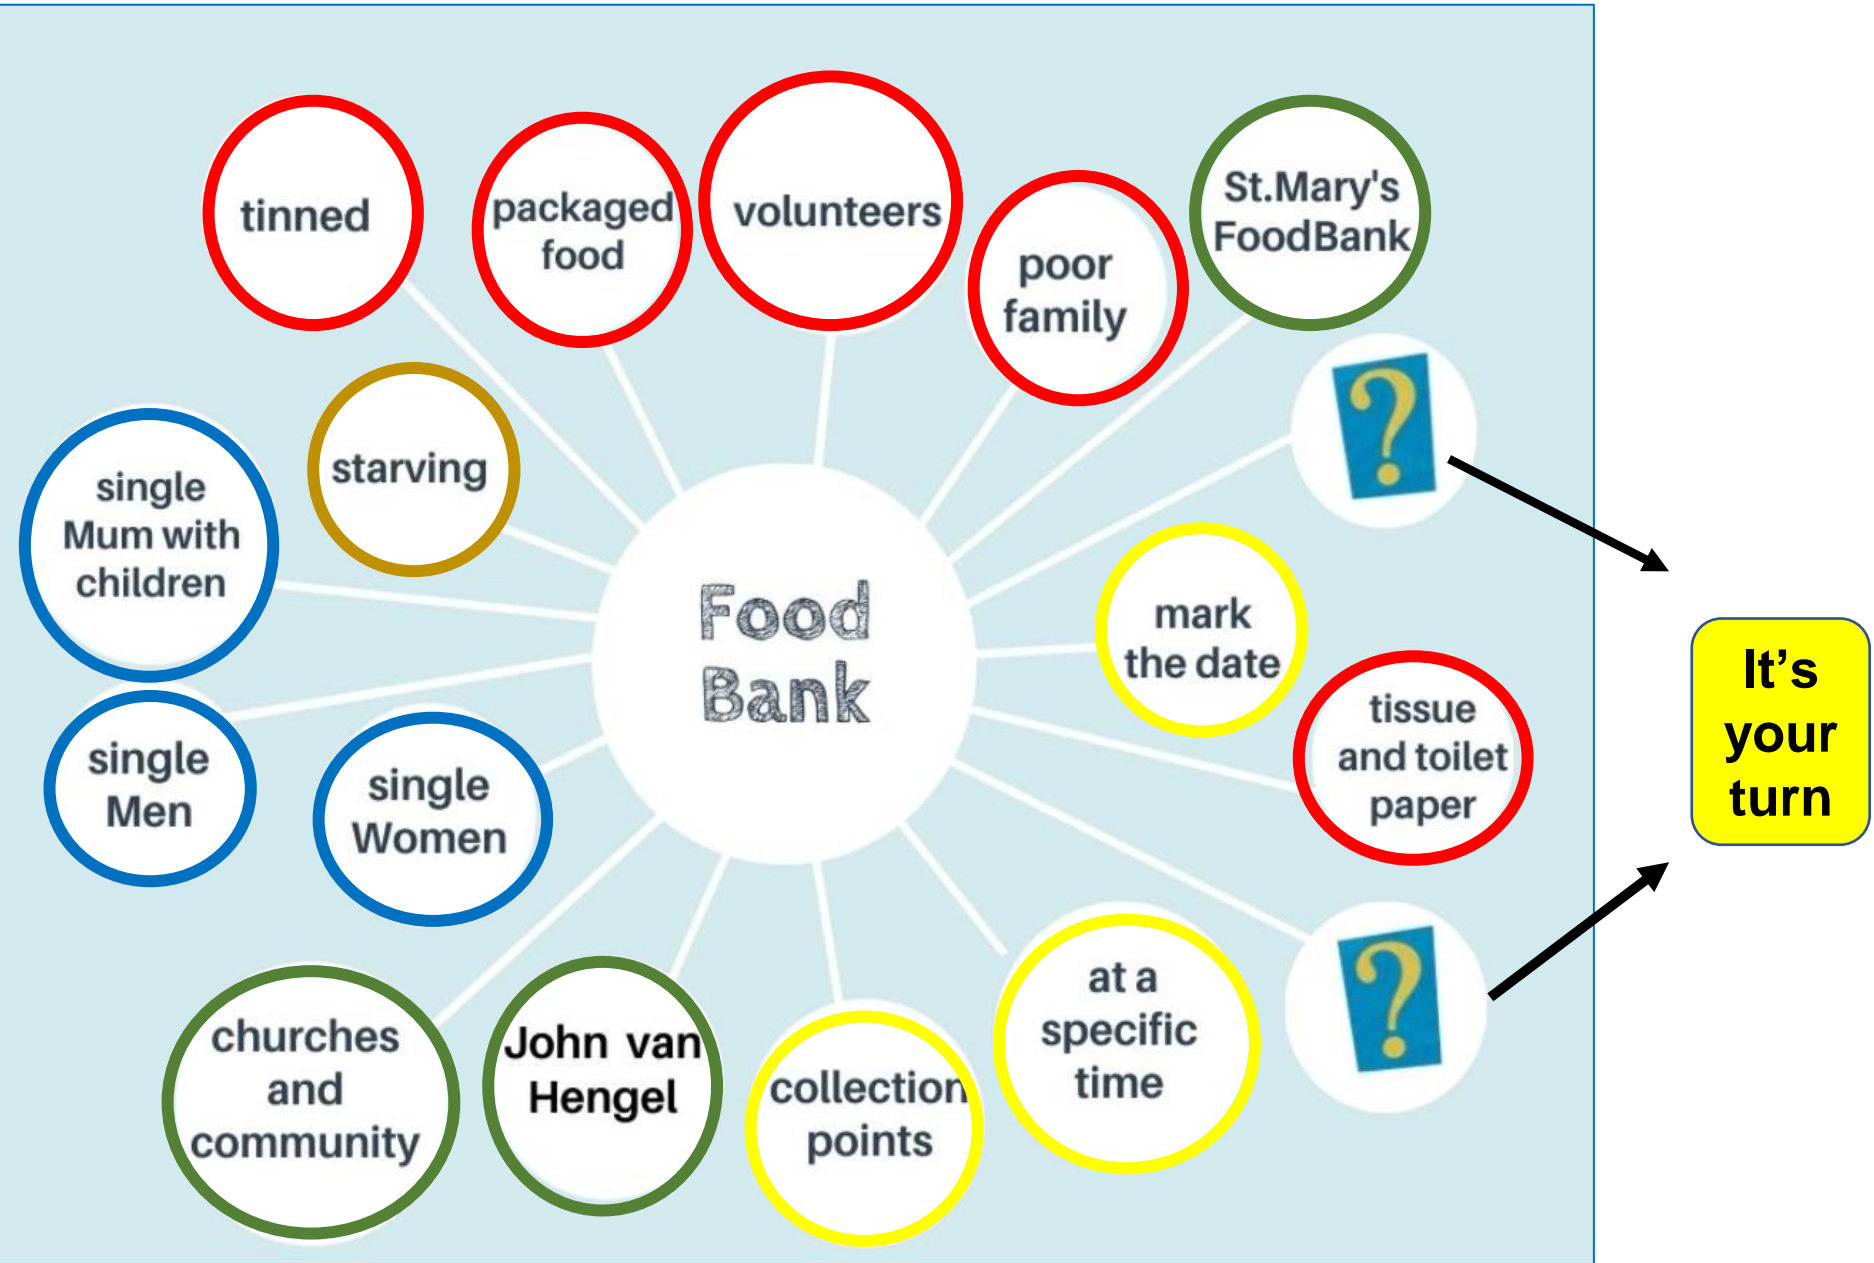 tinned
packaged
food
volunteers
poor
family
St.Mary's
FoodBank
?
starving
single
Mum with
children
Food
Bank
mark
the date
It's
your
turn
tissue
and toilet
paper
single
Men
single
Women
?
at a
specific
time
churches
and
community
John van
Hengel
collection
points